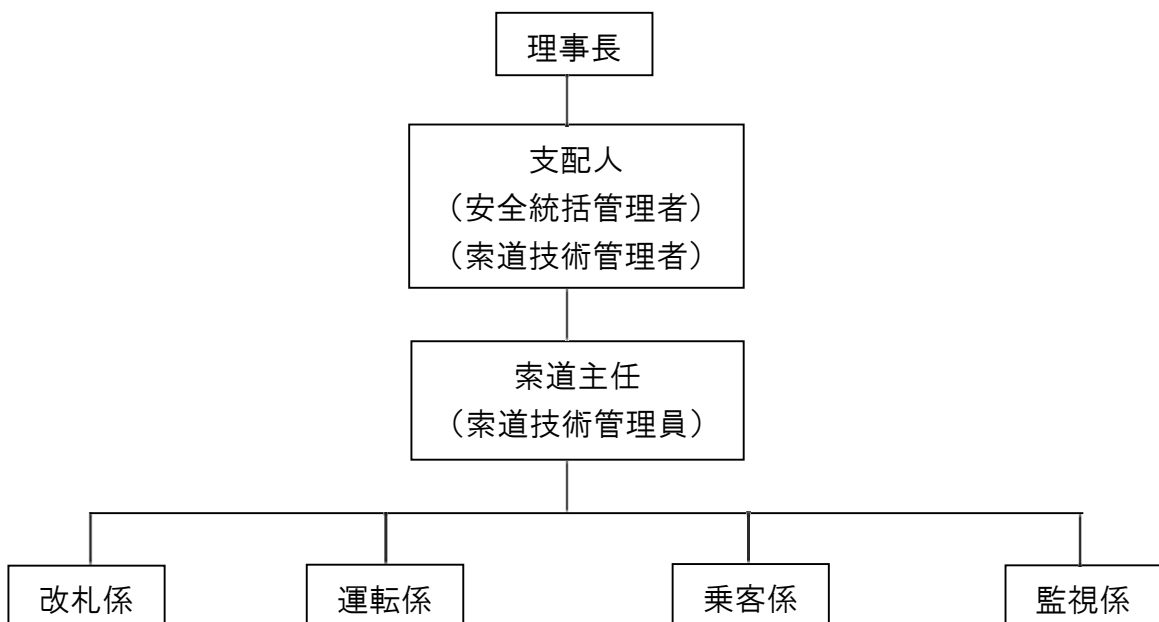 理事長
支配人
（安全統括管理者）
（索道技術管理者）
索道主任
（索道技術管理員）
改札係
運転係
乗客係
監視係